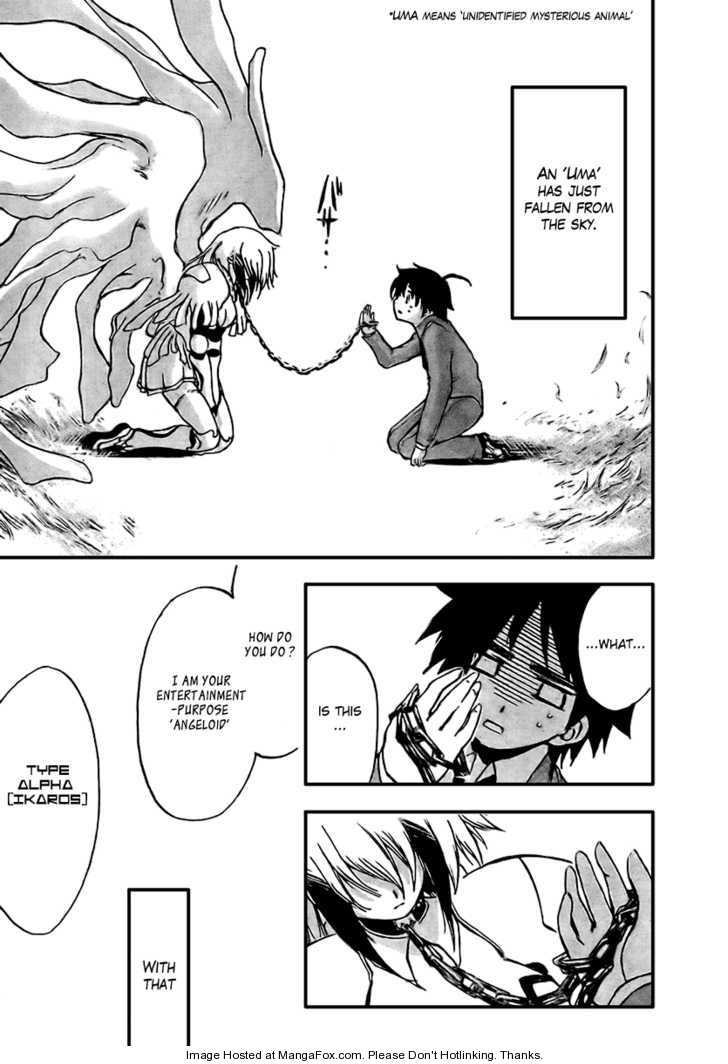 *UMA MEANS 'UNIDENTIFIED MYSTERIOUS ANIMAL'
AN 'UMA'
HAS JUST
FALLEN FROM
THE SKY.
...WHAT...
IS THIS
...
HOW DO
YOU DO?
I AM YOUR
ENTERTAINMENT
-PURPOSE
'ANGELOID'
TYPE
ALPHA
[IKAROS]
WITH
THAT
Image Hosted at MangaFox.com. Please Don't Hotlinking. Thanks.